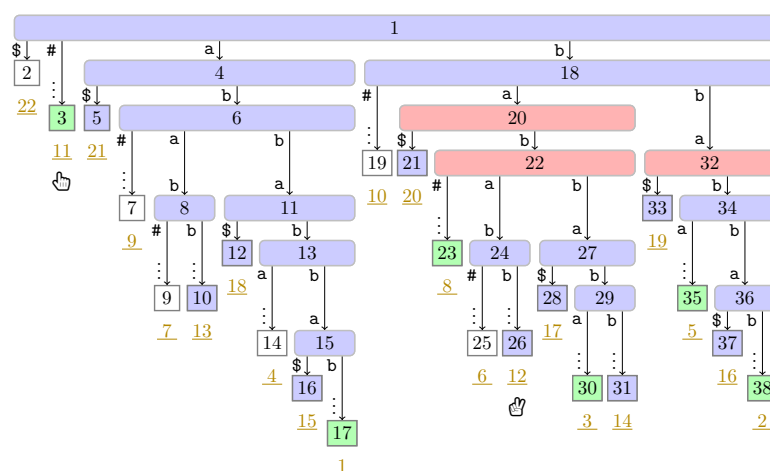 1
$ # a b
2 4 18
22 ⋮ $ b # a b
3 5 6 20
11 21 # a b ⋮ $ b a
19 21 22 32
10 20 # a b $ b
⋮ b a
7 8 11 ⋮ b a 33 34
9 # b $ b 19 a b
⋮ ⋮ 12 13 23 24 27 ⋮ a
9 10 18 a b 8 # b $ b 35 36
7 13 ⋮ a ⋮ ⋮ 28 29 5 $ b
14 15 25 26 17 a b 37 ⋮
4 $ b 6 12 ⋮ ⋮ 16 38
16 ⋮ 30 31 2
15 17 3 14
1